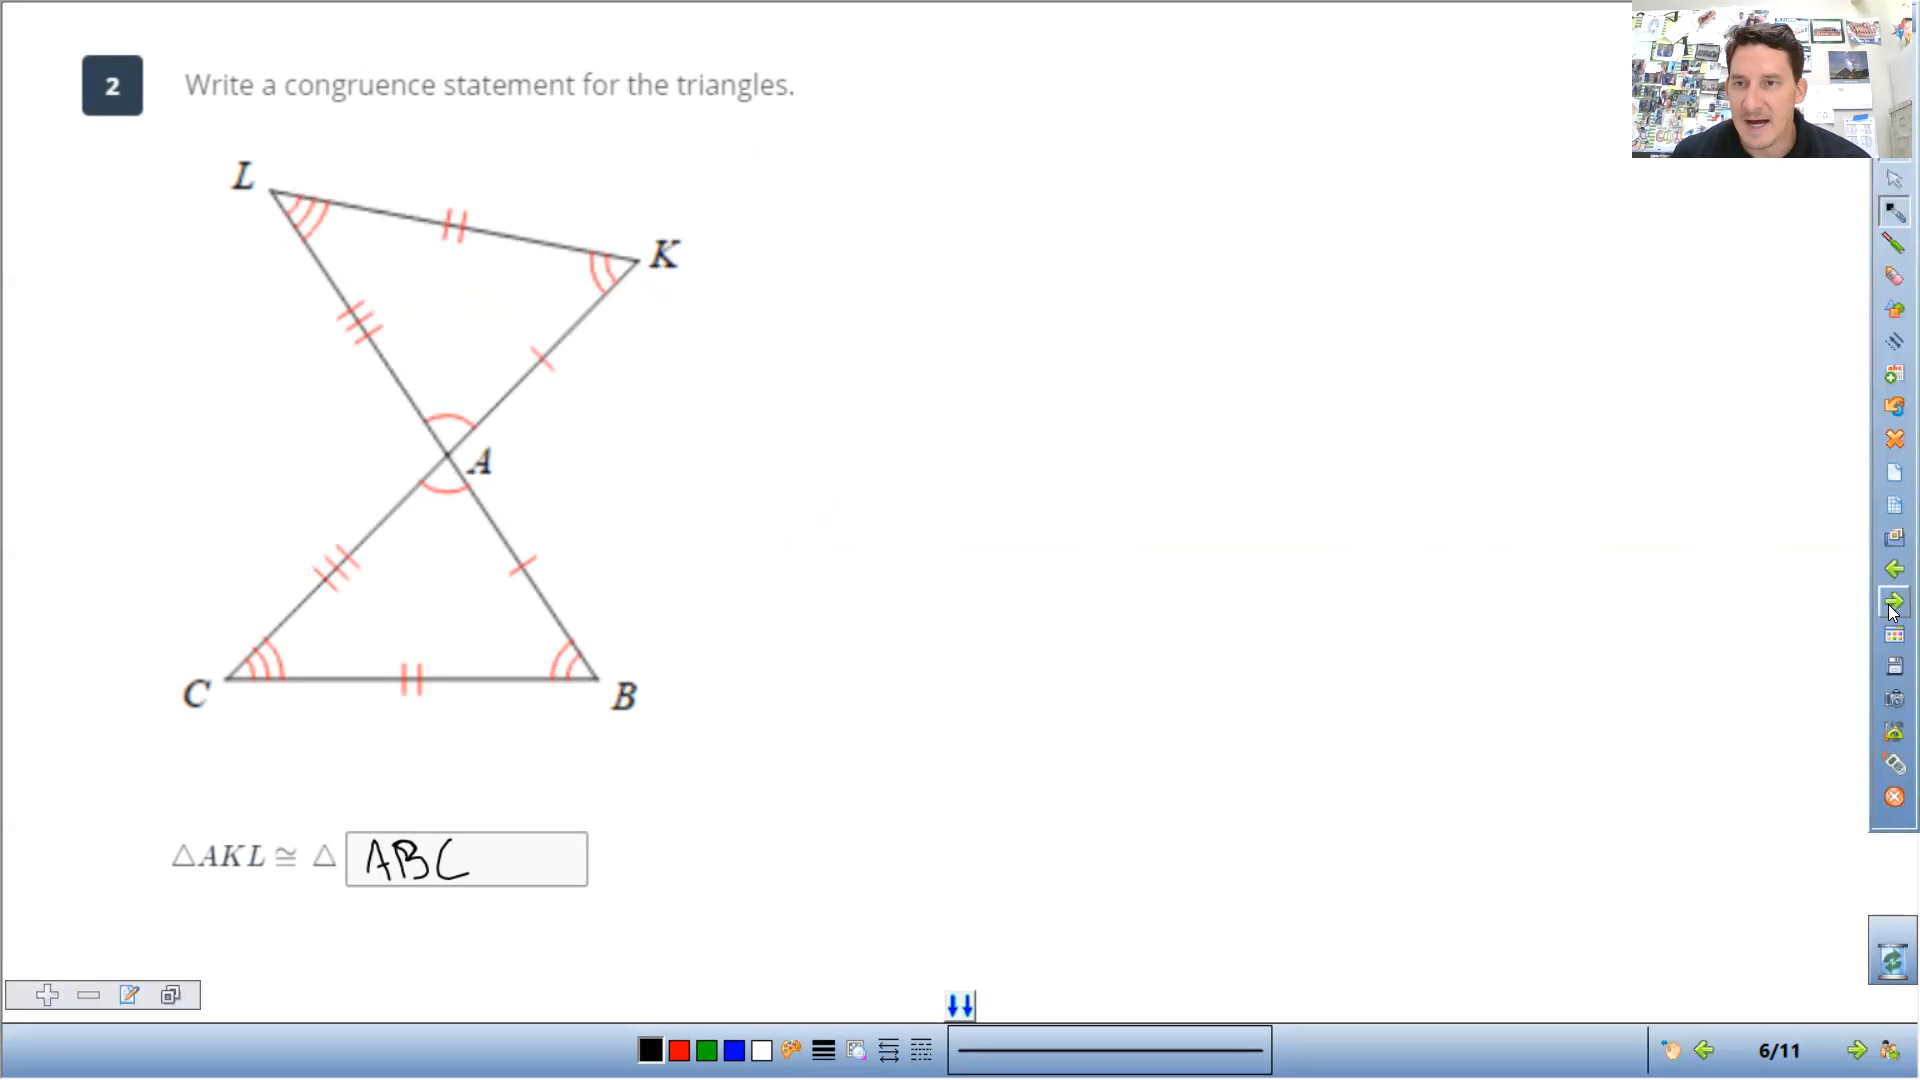 2 Write a congruence statement for the triangles.
L
K
A
C
B
△AKL ≅ △ ABC
6/11